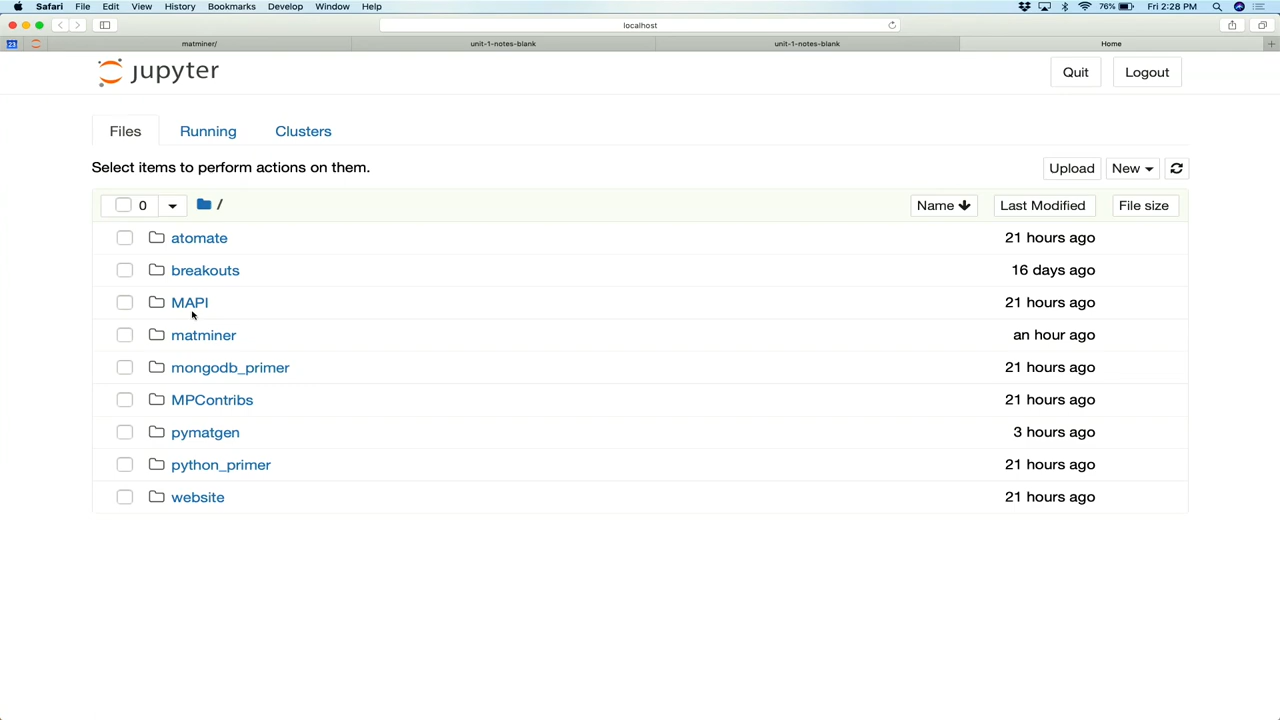 Safari File Edit View History Bookmarks Develop Window Help 76% Fri 2:28 PM
localhost
23 matminer/ unit-1-notes-blank unit-1-notes-blank Home
jupyter Quit Logout
Files Running Clusters
Select items to perform actions on them. Upload New
0 / Name Last Modified File size
atomate 21 hours ago
breakouts 16 days ago
MAPI 21 hours ago
matminer an hour ago
mongodb_primer 21 hours ago
MPContribs 21 hours ago
pymatgen 3 hours ago
python_primer 21 hours ago
website 21 hours ago